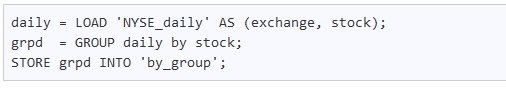 daily = LOAD 'NYSE_daily' AS (exchange, stock);
grpd  = GROUP daily by stock;
STORE grpd INTO 'by_group';